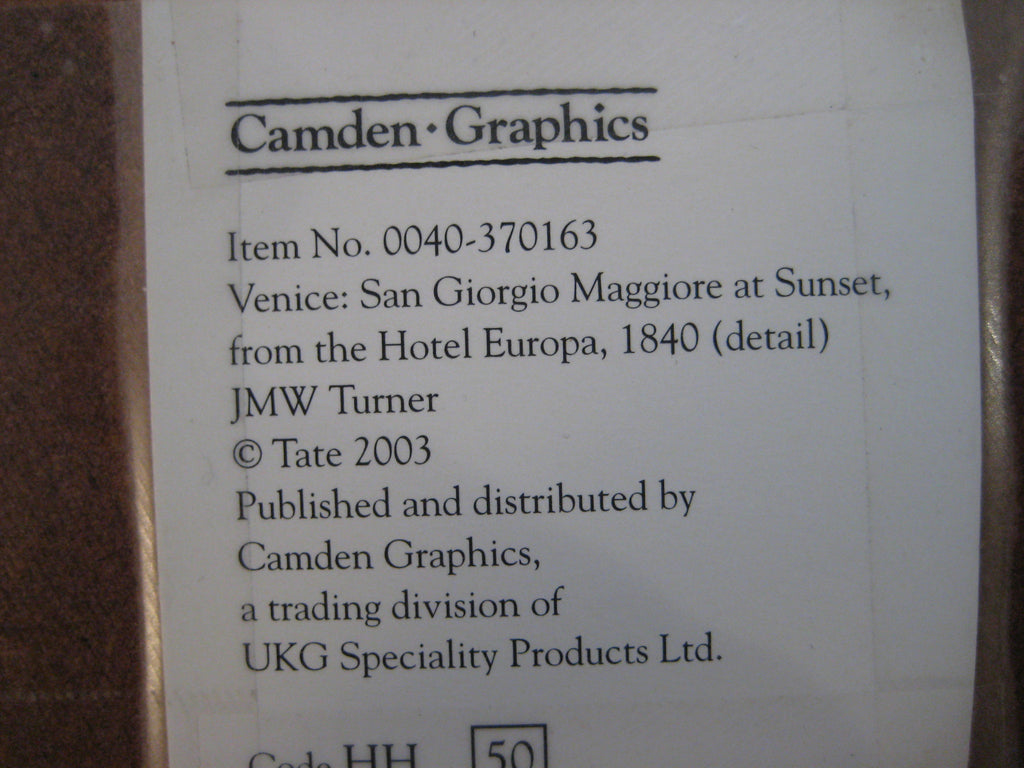 Camden · Graphics
Item No. 0040-370163
Venice: San Giorgio Maggiore at Sunset,
from the Hotel Europa, 1840 (detail)
JMW Turner
© Tate 2003
Published and distributed by
Camden Graphics,
a trading division of
UKG Speciality Products Ltd.
Code HH 50